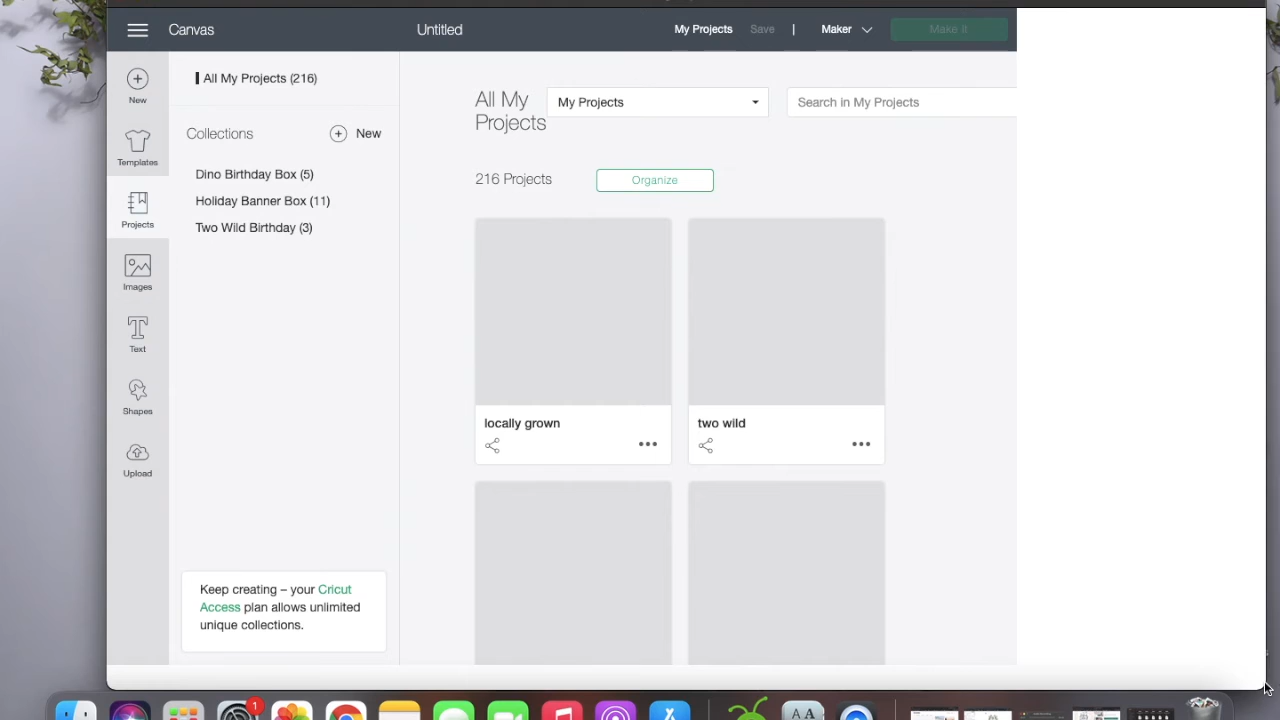 Canvas
Untitled
My Projects
Save
|
Maker
Make It
New
Templates
Projects
Images
Text
Shapes
Upload
All My Projects (216)
Collections
New
Dino Birthday Box (5)
Holiday Banner Box (11)
Two Wild Birthday (3)
Keep creating – your Cricut
Access plan allows unlimited
unique collections.
All My
Projects
My Projects
Search in My Projects
216 Projects
Organize
locally grown
two wild
1
AA